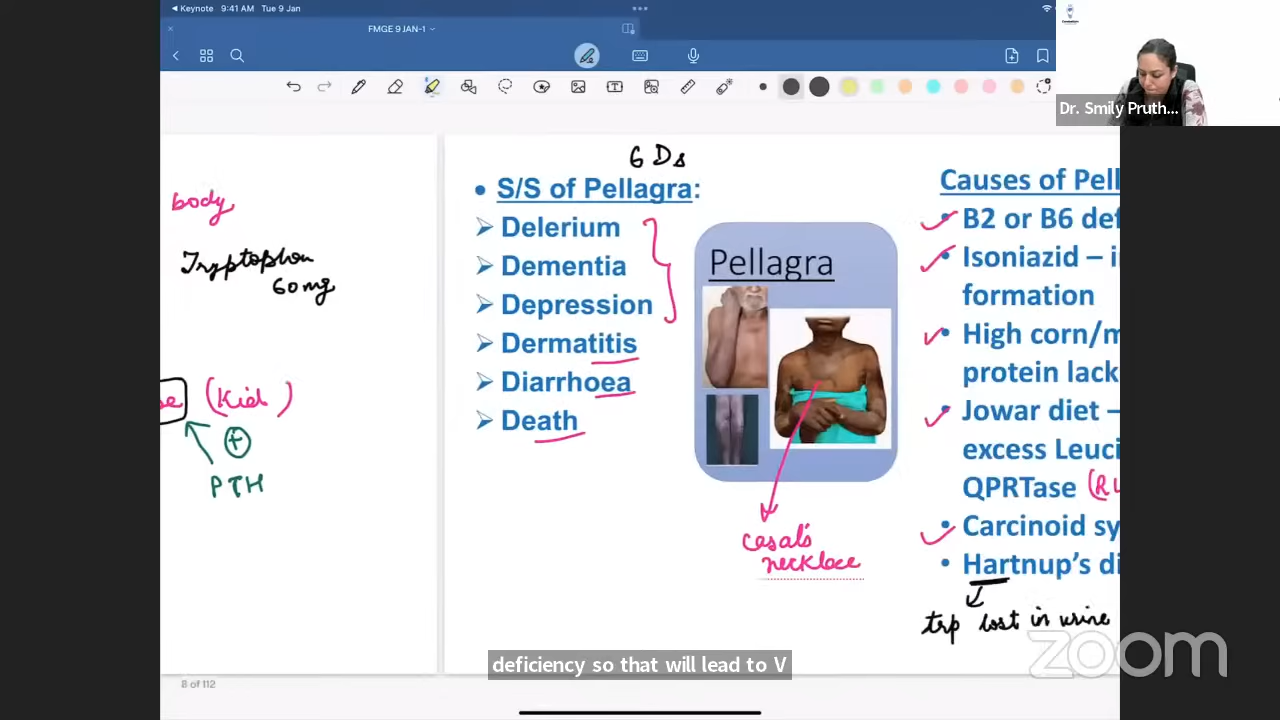 Keynote 9:41 AM Tue 9 Jan
FMGE 9 JAN-1
Dr. Smily Pruth...
body
Tryptophan
60mg
se (Kid)
+
PTH
6 Ds
• S/S of Pellagra:
➢ Delerium
➢ Dementia
➢ Depression
➢ Dermatitis
➢ Diarrhoea
➢ Death
Pellagra
Casal's
necklace
Causes of Pell
B2 or B6 def
• Isoniazid – i
formation
High corn/m
protein lack
• Jowar diet –
excess Leuci
QPRTase (RL
Carcinoid sy
• Hartnup's di
trp lost in urine
zoom
deficiency so that will lead to V
8 of 112